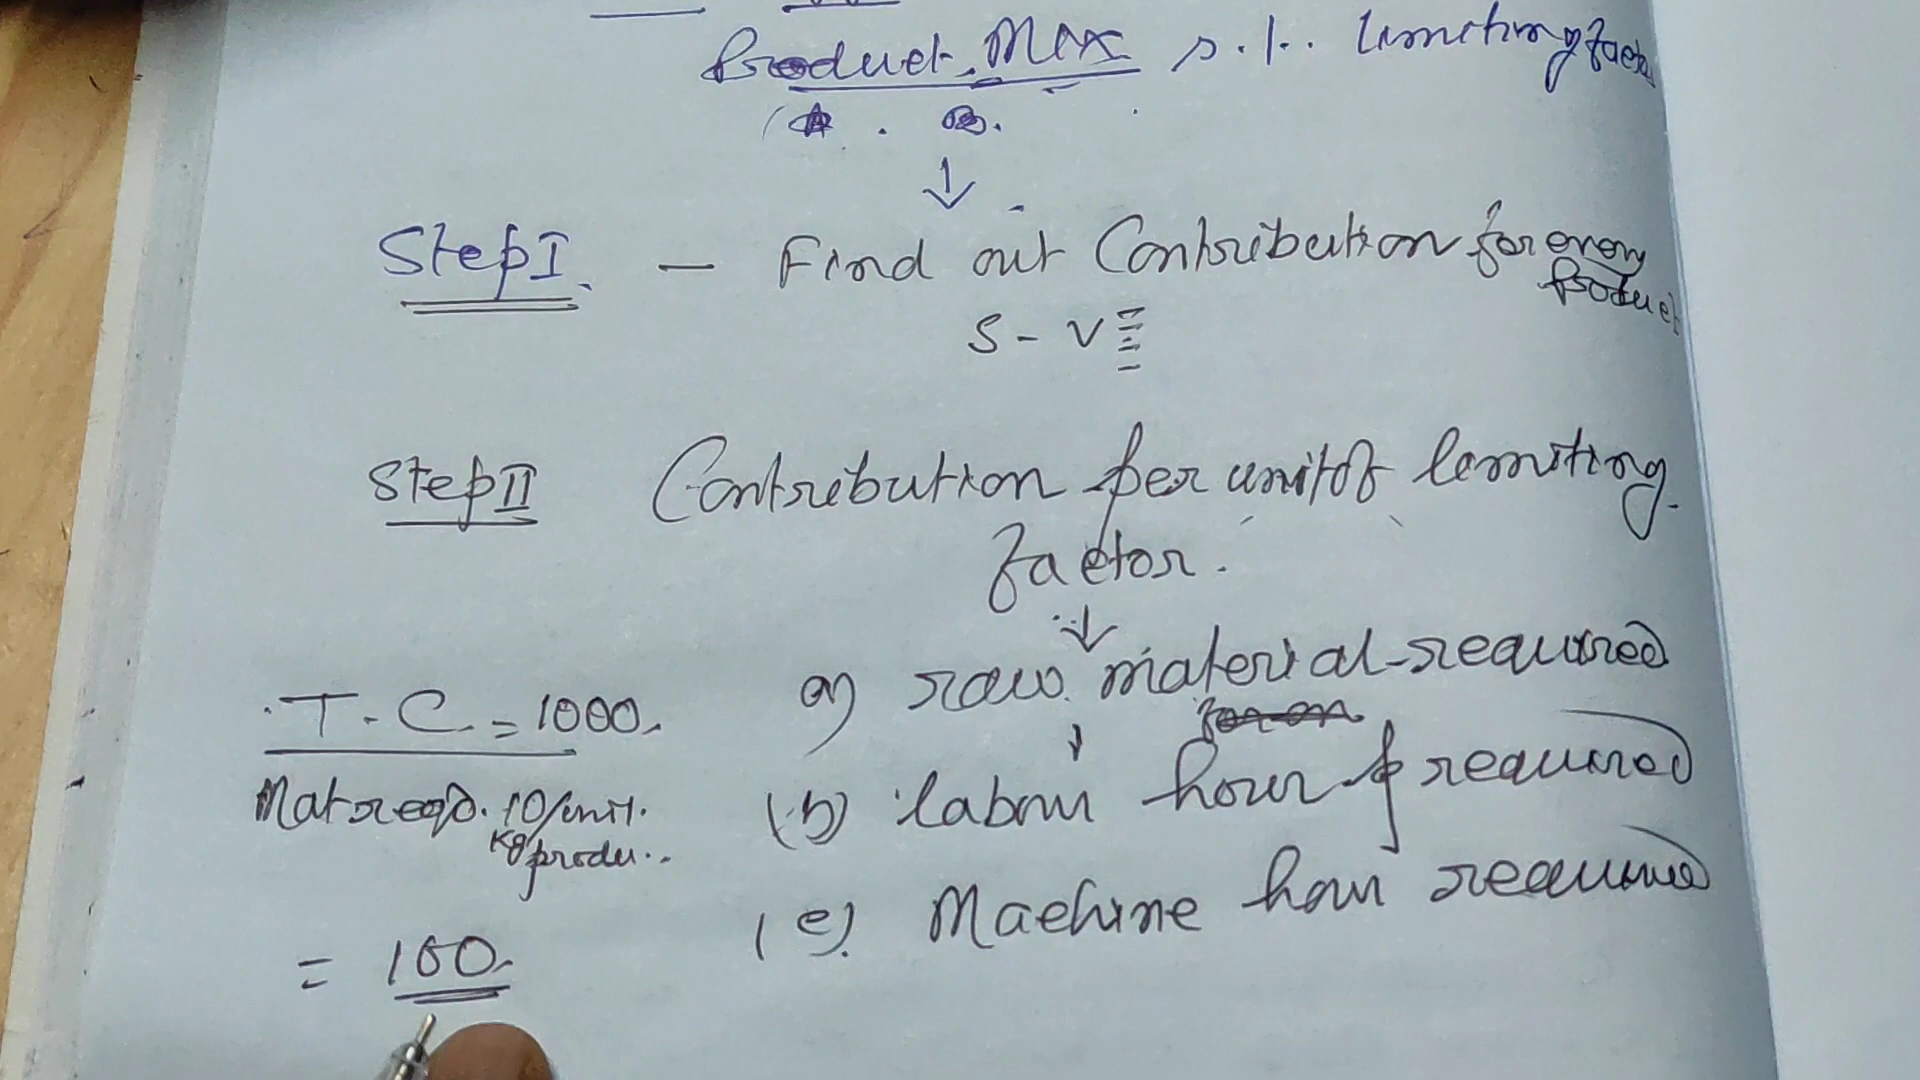 Product Mix s.t. limiting factor
A . B.
Step I. - Find out Contribution for every
Product
S - V
Step II Contribution per unit of limiting
factor.
a) raw material required
T.C = 1000
(b) labour hour required
Mat reqd. 10/unit.
Kg produ..
(c). Machine hour required
= 100